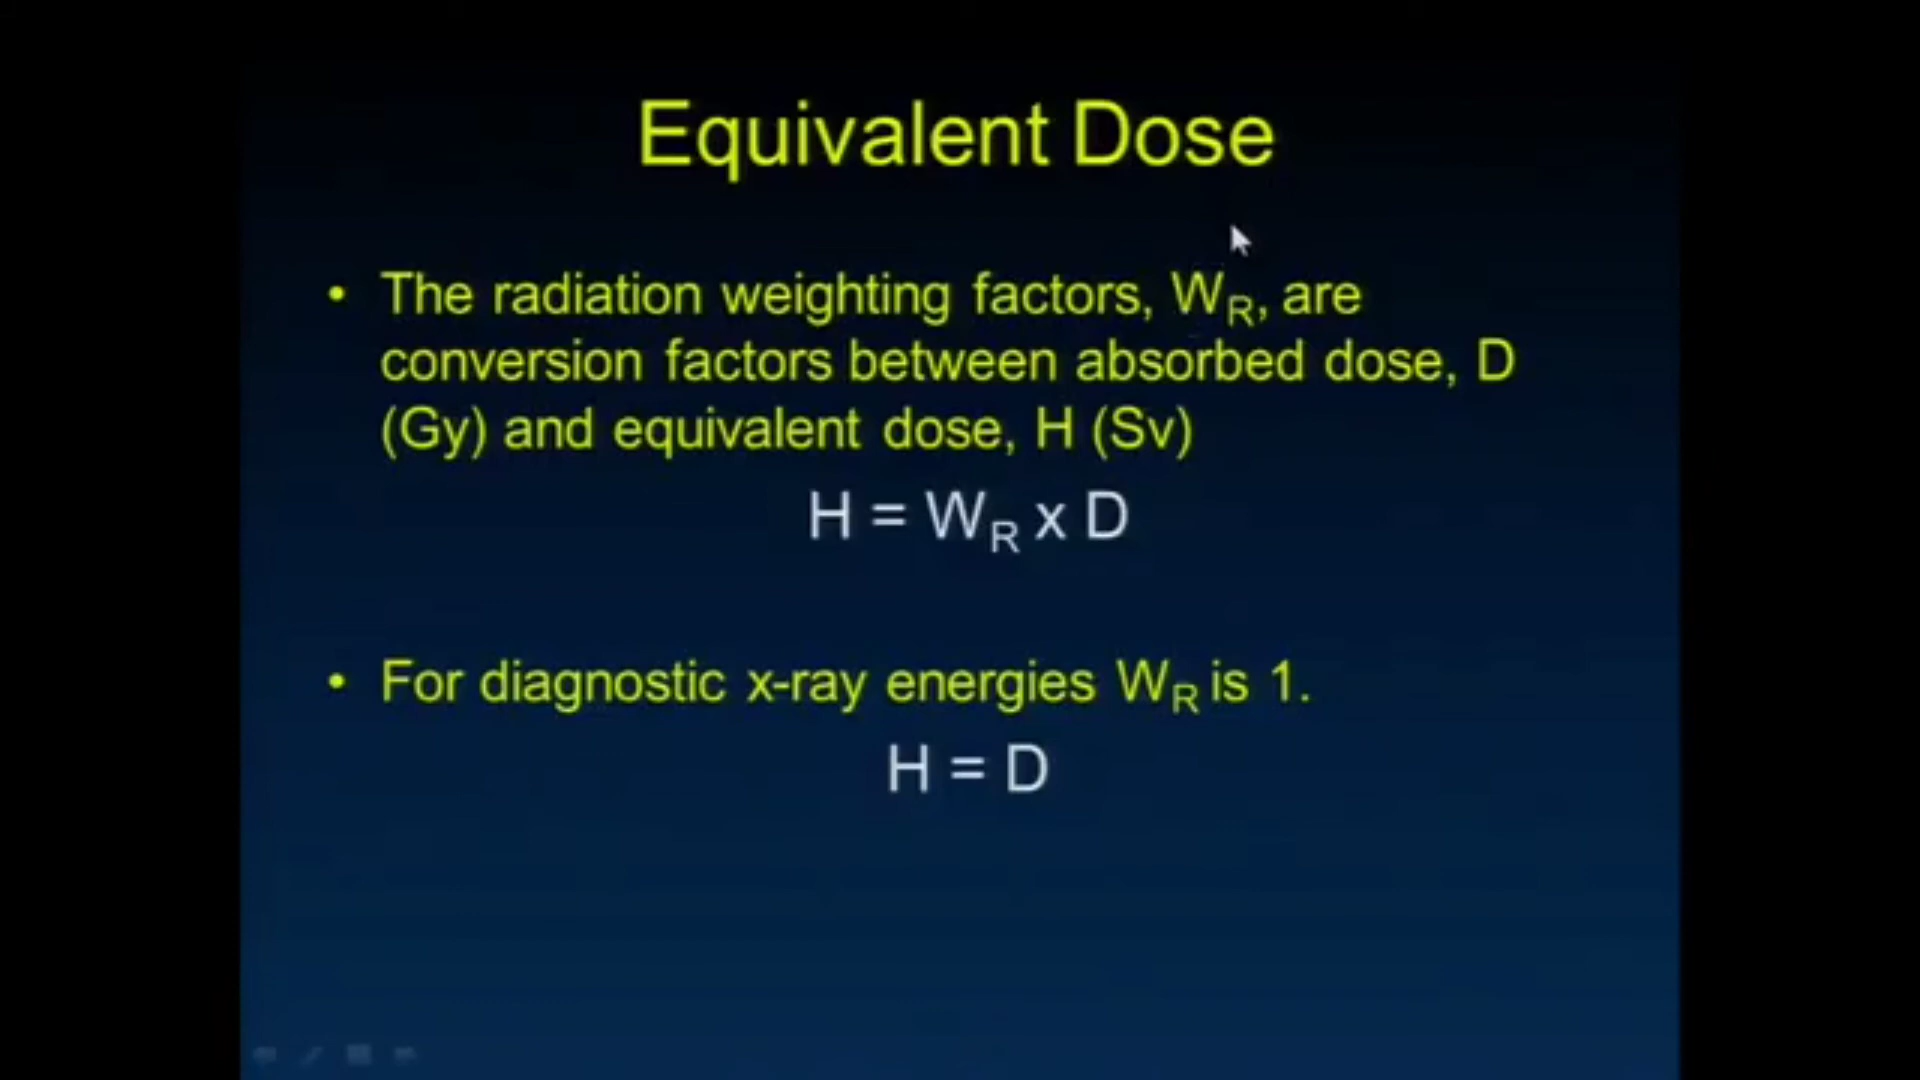 Equivalent Dose
• The radiation weighting factors, WR, are
conversion factors between absorbed dose, D
(Gy) and equivalent dose, H (Sv)
H = WR x D
• For diagnostic x-ray energies WR is 1.
H = D